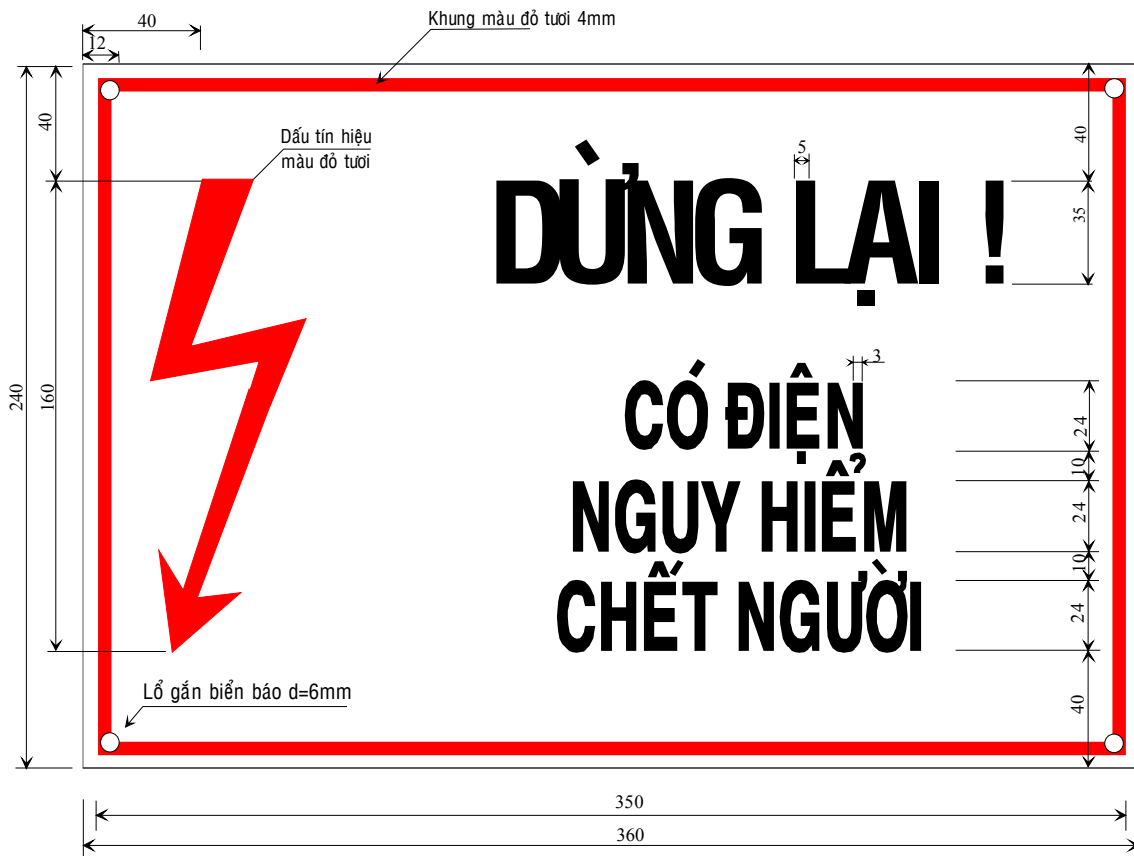 40
Khung màu đỏ tươi 4mm
12
40
40
Dấu tín hiệu
màu đỏ tươi
5
DỪNG LẠI !
35
3
240
160
CÓ ĐIỆN
24
10
NGUY HIỂM
24
10
CHẾT NGƯỜI
24
Lổ gắn biển báo d=6mm
40
350
360